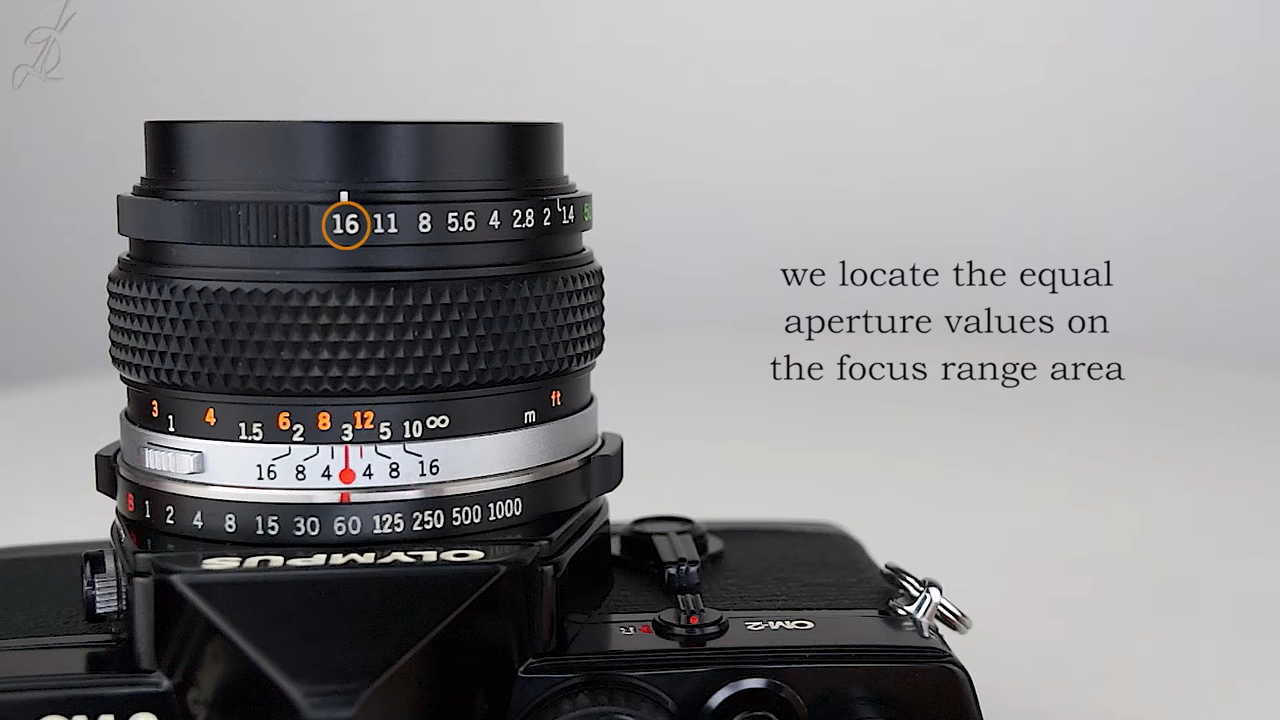 16 11 8 5.6 4 2.8 2 1.4
we locate the equal
aperture values on
the focus range area
3 4 6 8 12 ft
1 1.5 2 3 5 10 ∞ m
16 8 4 4 8 16
B 1 2 4 8 15 30 60 125 250 500 1000
OLYMPUS
OM-2